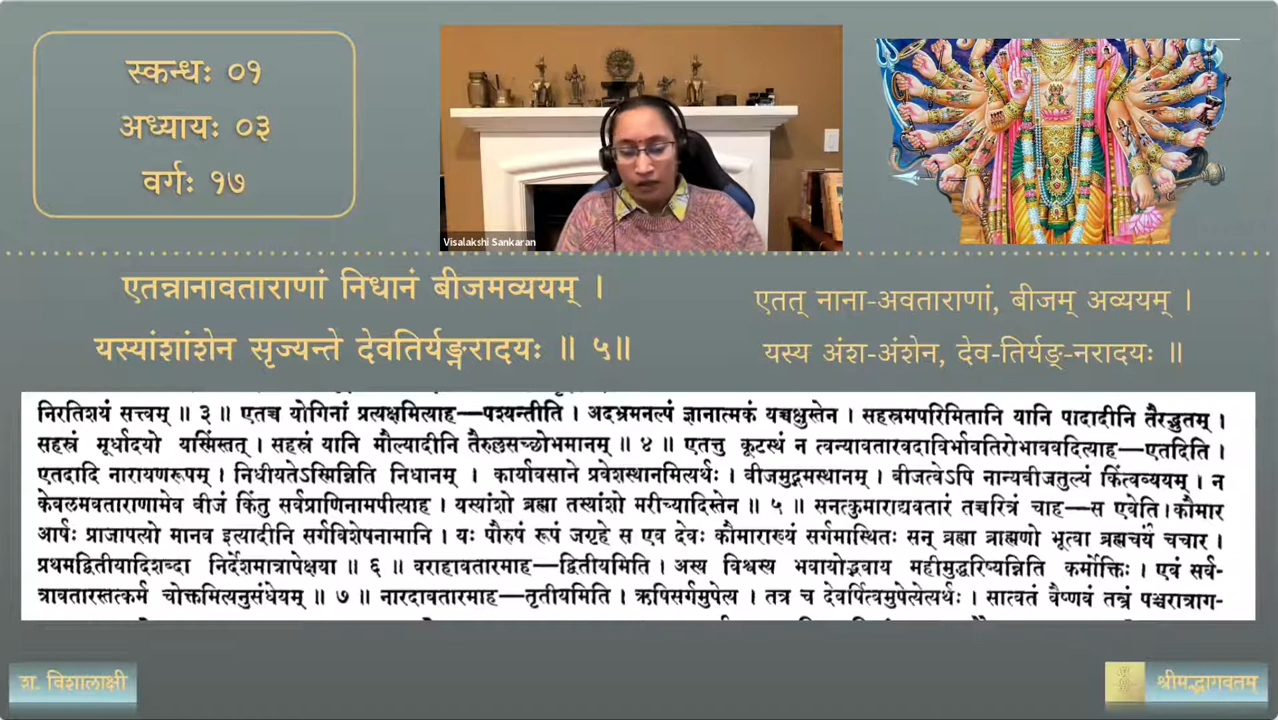 स्कन्धः ०१
अध्यायः ०३
वर्गः १७
Visalakshi Sankaran
एतन्नानावताराणां निधानं बीजमव्ययम् ।
यस्यांशांशेन सृज्यन्ते देवतिर्यङ्नरादयः ॥ ५॥
एतत् नाना-अवताराणां, बीजम् अव्ययम् ।
यस्य अंश-अंशेन, देव-तिर्यङ्-नरादयः ॥
निरतिशयं सत्त्वम् ॥ ३ ॥ एतच्च योगिनां प्रत्यक्षमित्याह—पश्यन्तीति । अदभ्रमनल्पं ज्ञानात्मकं यच्चक्षुस्तेन । सहस्रमपरिमितानि यानि पादादीनि तैरद्भुतम् ।
सहस्रं मूर्धादयो यस्मिंस्तत् । सहस्रं यानि मौल्यादीनि तैरुल्लसच्छोभमानम् ॥ ४ ॥ एतत्तु कूटस्थं न त्वन्यावतारवदाविर्भावतिरोभाववदित्याह—एतदिति ।
एतदादि नारायणरूपम् । निधीयतेऽस्मिन्निति निधानम् । कार्यावसाने प्रवेशस्थानमित्यर्थः । बीजमुद्गमस्थानम् । बीजत्वेऽपि नान्यबीजतुल्यं किंत्वव्ययम् । न
केवलमवताराणामेव बीजं किंतु सर्वप्राणिनामपीत्याह । यस्यांशो ब्रह्मा तस्यांशो मरीच्यादिस्तेन ॥ ५ ॥ सनत्कुमाराद्यवतारं तच्चरित्रं चाह—स एवेति । कौमार
आर्षः प्राजापत्यो मानव इत्यादीनि सर्गविशेषनामानि । यः पौरुषं रूपं जगृहे स एव देवः कौमाराख्यं सर्गमास्थितः सन् ब्रह्मा ब्राह्मणो भूत्वा ब्रह्मचर्यं चचार ।
प्रथमद्वितीयादिशब्दा निर्देशमात्रापेक्षया ॥ ६ ॥ वराहावतारमाह—द्वितीयमिति । अस्य विश्वस्य भवायोद्भवाय महीमुद्धरिष्यन्निति कर्मोक्तिः । एवं सर्व-
त्रावतारस्तत्कर्म चोक्तमित्यनुसंधेयम् ॥ ७ ॥ नारदावतारमाह—तृतीयमिति । ऋषिसर्गमुपेत्य । तत्र च देवर्षित्वमुपेत्येत्यर्थः । सात्वतं वैष्णवं तन्त्रं पञ्चरात्राग-
श. विशालाक्षी
श्रीमद्भागवतम्